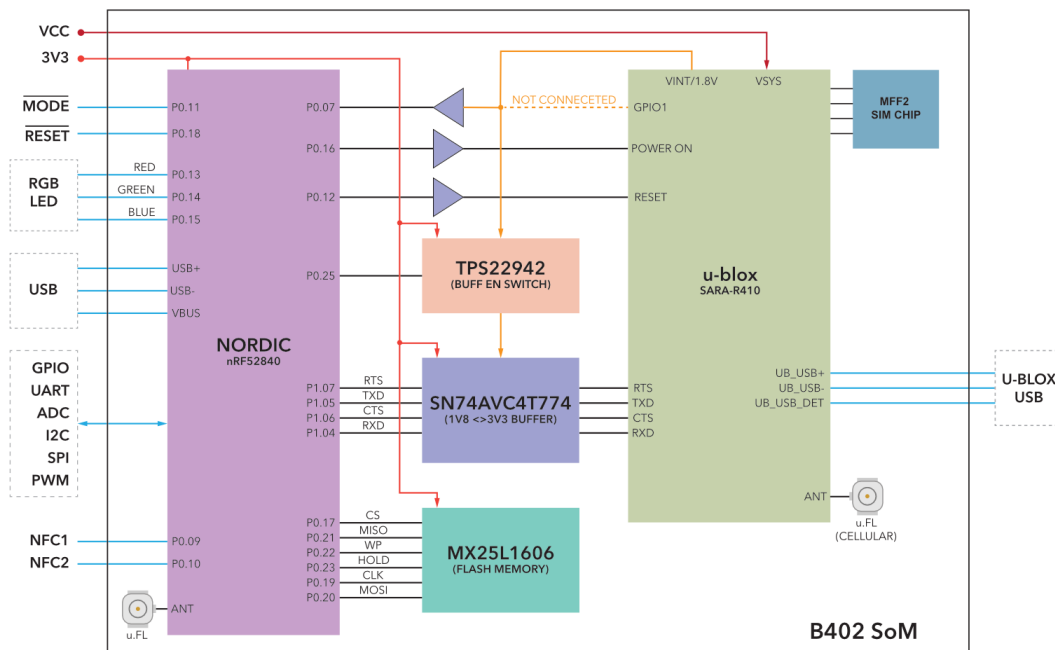 VCC
3V3
MODE
RESET
RGB
LED
RED
GREEN
BLUE
USB
GPIO
UART
ADC
I2C
SPI
PWM
NFC1
NFC2
u.FL
P0.11
P0.18
P0.13
P0.14
P0.15
USB+
USB-
VBUS
P0.09
P0.10
ANT
NORDIC
nRF52840
P0.07
P0.16
P0.12
P0.25
P1.07
P1.05
P1.06
P1.04
P0.17
P0.21
P0.22
P0.23
P0.19
P0.20
RTS
TXD
CTS
RXD
CS
MISO
WP
HOLD
CLK
MOSI
NOT CONNECETED
TPS22942
(BUFF EN SWITCH)
SN74AVC4T774
(1V8 <>3V3 BUFFER)
MX25L1606
(FLASH MEMORY)
VINT/1.8V
VSYS
GPIO1
POWER ON
RESET
u-blox
SARA-R410
RTS
TXD
CTS
RXD
UB_USB+
UB_USB-
UB_USB_DET
ANT
MFF2
SIM CHIP
U-BLOX
USB
u.FL
(CELLULAR)
B402 SoM